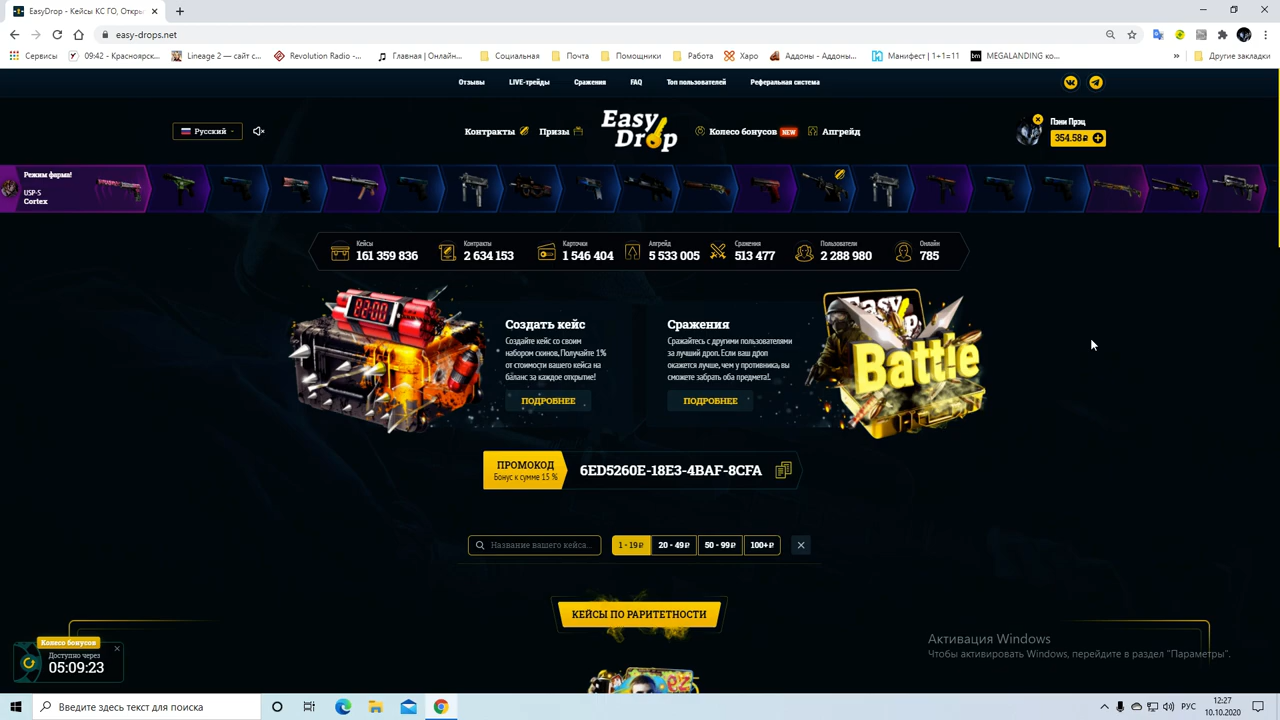 EasyDrop - Кейсы КС ГО, Откры
easy-drops.net
Сервисы
09:42 - Красноярск...
Lineage 2 — сайт с...
Revolution Radio -...
Главная | Онлайн...
Социальная
Почта
Помощники
Работа
Харо
Аддоны - Аддоны...
Манифест | 1+1=11
MEGALANDING ко...
»
Другие закладки
Отзывы
LIVE-трейды
Сражения
FAQ
Топ пользователей
Реферальная система
Русский
Контракты
Призы
Easy
Drop
Колесо бонусов NEW
Апгрейд
Пэни Прэц
354.58₽
Режим фарма!
USP-S
Cortex
Кейсы
161 359 836
Контракты
2 634 153
Карточки
1 546 404
Апгрейд
5 533 005
Сражения
513 477
Пользователи
2 288 980
Онлайн
785
Создать кейс
Создайте кейс со своим
набором скинов. Получайте 1%
от стоимости вашего кейса на
баланс за каждое открытие!
ПОДРОБНЕЕ
Сражения
Сражайтесь с другими пользователями
за лучший дроп. Если ваш дроп
окажется лучше, чем у противника, вы
сможете забрать оба предмета!.
ПОДРОБНЕЕ
Easy
Battle
ПРОМОКОД
Бонус к сумме 15 %
6ED5260E-18E3-4BAF-8CFA
Название вашего кейса...
1 - 19₽
20 - 49₽
50 - 99₽
100+₽
КЕЙСЫ ПО РАРИТЕТНОСТИ
Колесо бонусов
Доступно через
05:09:23
Активация Windows
Чтобы активировать Windows, перейдите в раздел "Параметры".
Введите здесь текст для поиска
РУС
12:27
10.10.2020